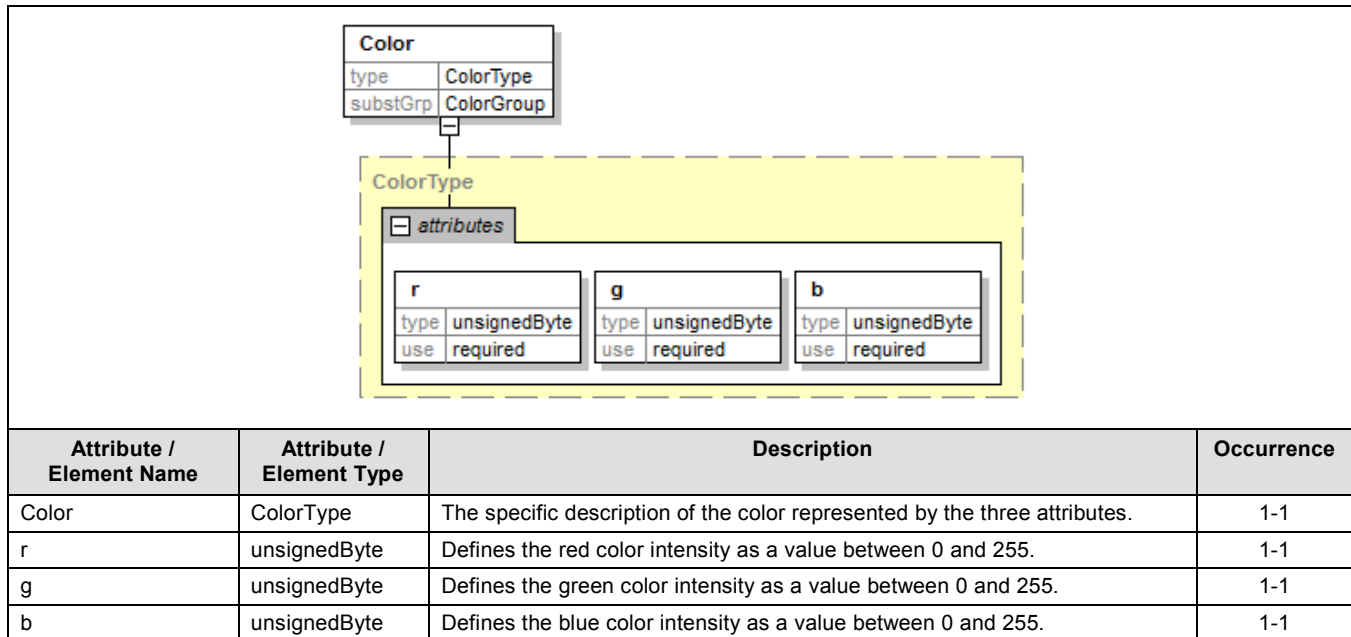 Color
type ColorType
substGrp ColorGroup
ColorType
attributes
r g b
type unsignedByte type unsignedByte type unsignedByte
use required use required use required
Attribute / Attribute / Description Occurrence
Element Name Element Type
Color ColorType The specific description of the color represented by the three attributes. 1-1
r unsignedByte Defines the red color intensity as a value between 0 and 255. 1-1
g unsignedByte Defines the green color intensity as a value between 0 and 255. 1-1
b unsignedByte Defines the blue color intensity as a value between 0 and 255. 1-1